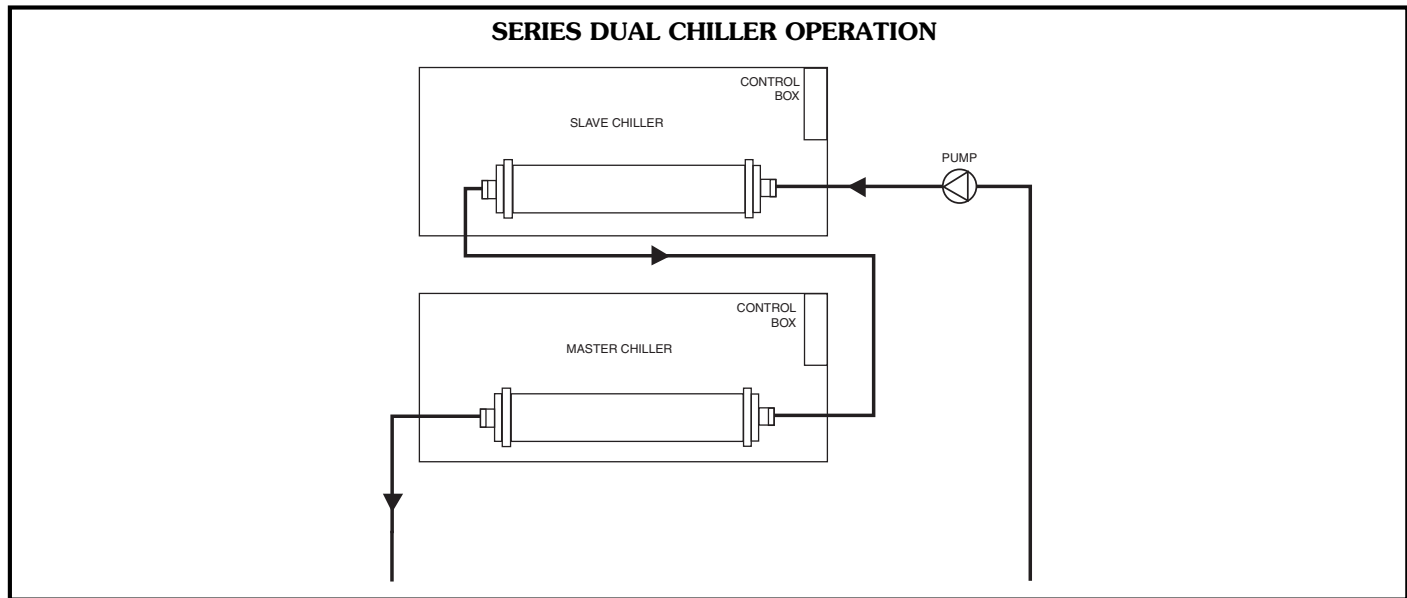 SERIES DUAL CHILLER OPERATION
CONTROL
BOX
SLAVE CHILLER
PUMP
CONTROL
BOX
MASTER CHILLER